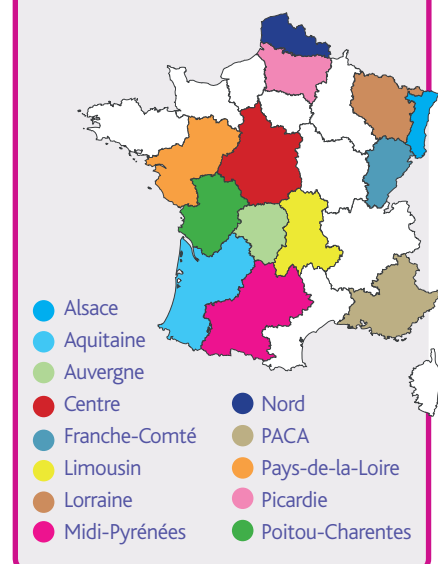 Alsace
Aquitaine
Auvergne
Centre
Franche-Comté
Limousin
Lorraine
Midi-Pyrénées
Nord
PACA
Pays-de-la-Loire
Picardie
Poitou-Charentes